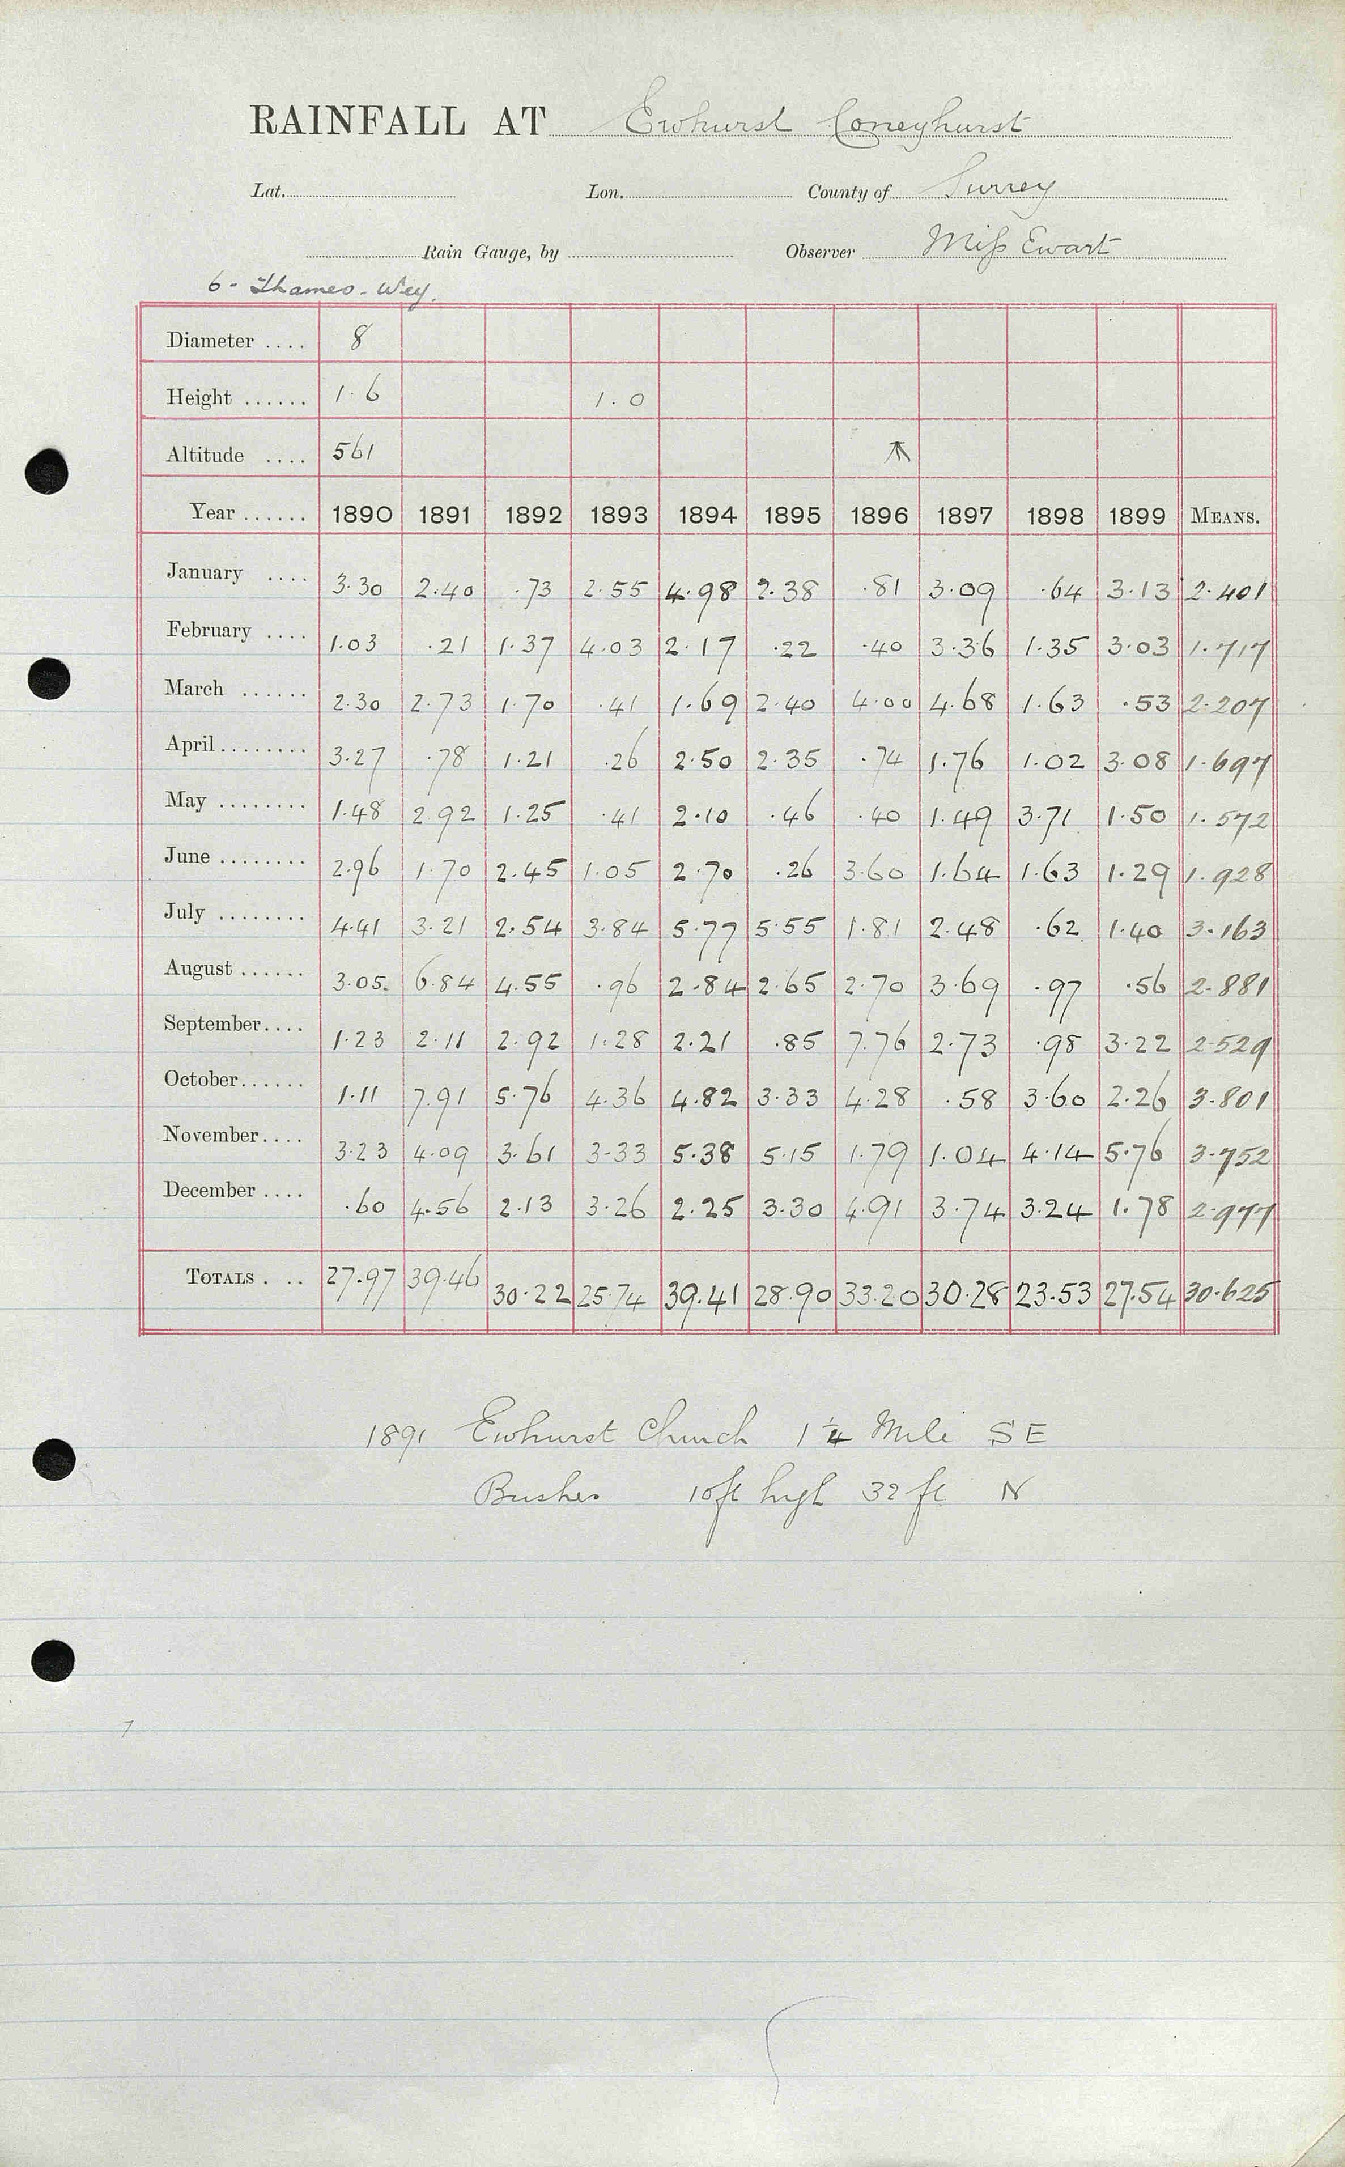 RAINFALL AT Ewhurst Coneyhurst
Lat. Lon. County of Surrey
Rain Gauge, by Observer Miss Ewart
6 - Thames - Wey.
Diameter .... 8
Height ...... 1.6 1.0
Altitude .... 561 ↑
Year ...... 1890 1891 1892 1893 1894 1895 1896 1897 1898 1899 MEANS.
January .... 3.30 2.40 .73 2.55 4.98 2.38 .81 3.09 .64 3.13 2.401
February .... 1.03 .21 1.37 4.03 2.17 .22 .40 3.36 1.35 3.03 1.717
March ...... 2.30 2.73 1.70 .41 1.69 2.40 4.00 4.68 1.63 .53 2.207
April ........ 3.27 .78 1.21 .26 2.50 2.35 .74 1.76 1.02 3.08 1.697
May ........ 1.48 2.92 1.25 .41 2.10 .46 .40 1.49 3.71 1.50 1.572
June ........ 2.96 1.70 2.45 1.05 2.70 .26 3.60 1.64 1.63 1.29 1.928
July ........ 4.41 3.21 2.54 3.84 5.77 5.55 1.81 2.48 .62 1.40 3.163
August ...... 3.05. 6.84 4.55 .96 2.84 2.65 2.70 3.69 .97 .56 2.881
September .... 1.23 2.11 2.92 1.28 2.21 .85 7.76 2.73 .98 3.22 2.529
October ...... 1.11 7.91 5.76 4.36 4.82 3.33 4.28 .58 3.60 2.26 3.801
November .... 3.23 4.09 3.61 3.33 5.38 5.15 1.79 1.04 4.14 5.76 3.752
December .... .60 4.56 2.13 3.26 2.25 3.30 4.91 3.74 3.24 1.78 2.977
TOTALS . .. 27.97 39.46 30.22 25.74 39.41 28.90 33.20 30.28 23.53 27.54 30.625
1891 Ewhurst Church 1¼ Mile SE
Bushes 10ft high 32 ft N